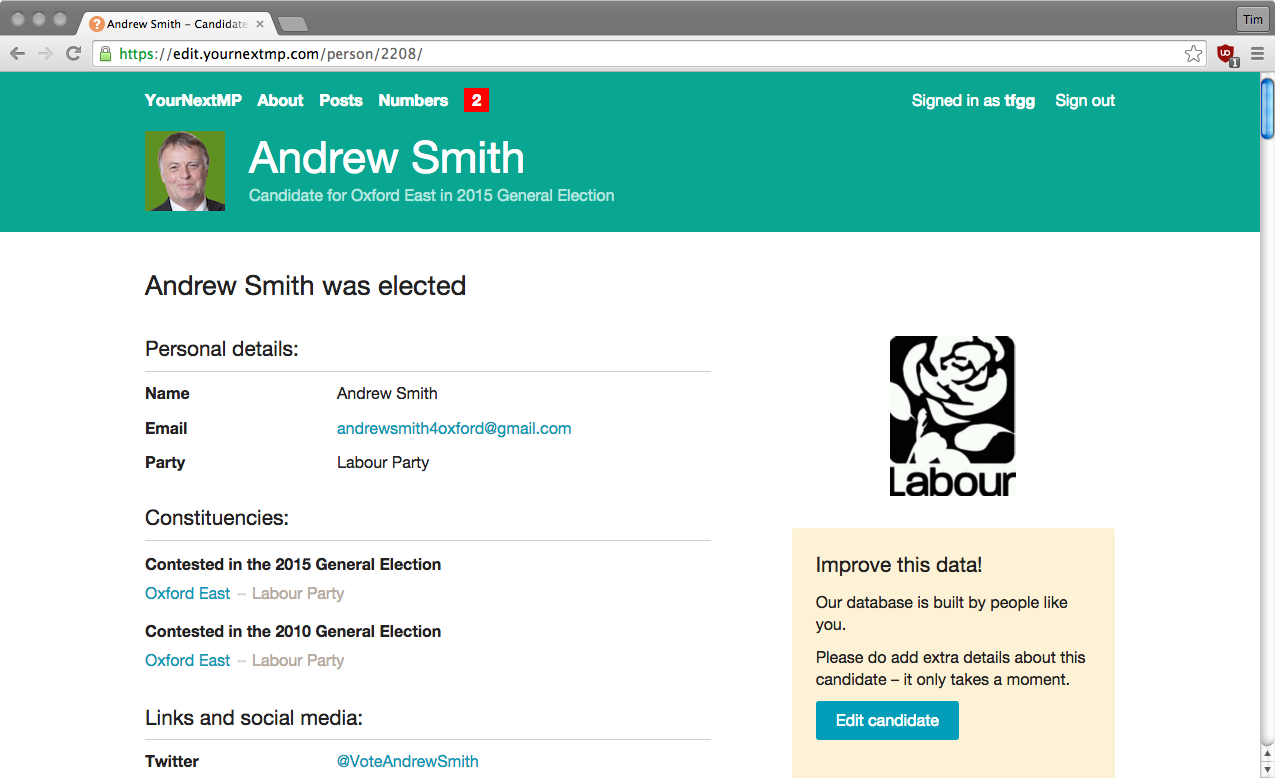 Andrew Smith – Candidate
Tim
https://edit.yournextmp.com/person/2208/
1
YourNextMP About Posts Numbers 2 Signed in as tfgg Sign out
Andrew Smith
Candidate for Oxford East in 2015 General Election
Andrew Smith was elected
Personal details:
Name Andrew Smith
Email andrewsmith4oxford@gmail.com
Party Labour Party
Labour
Constituencies:
Contested in the 2015 General Election
Oxford East – Labour Party
Contested in the 2010 General Election
Oxford East – Labour Party
Links and social media:
Twitter @VoteAndrewSmith
Improve this data!
Our database is built by people like
you.
Please do add extra details about this
candidate – it only takes a moment.
Edit candidate